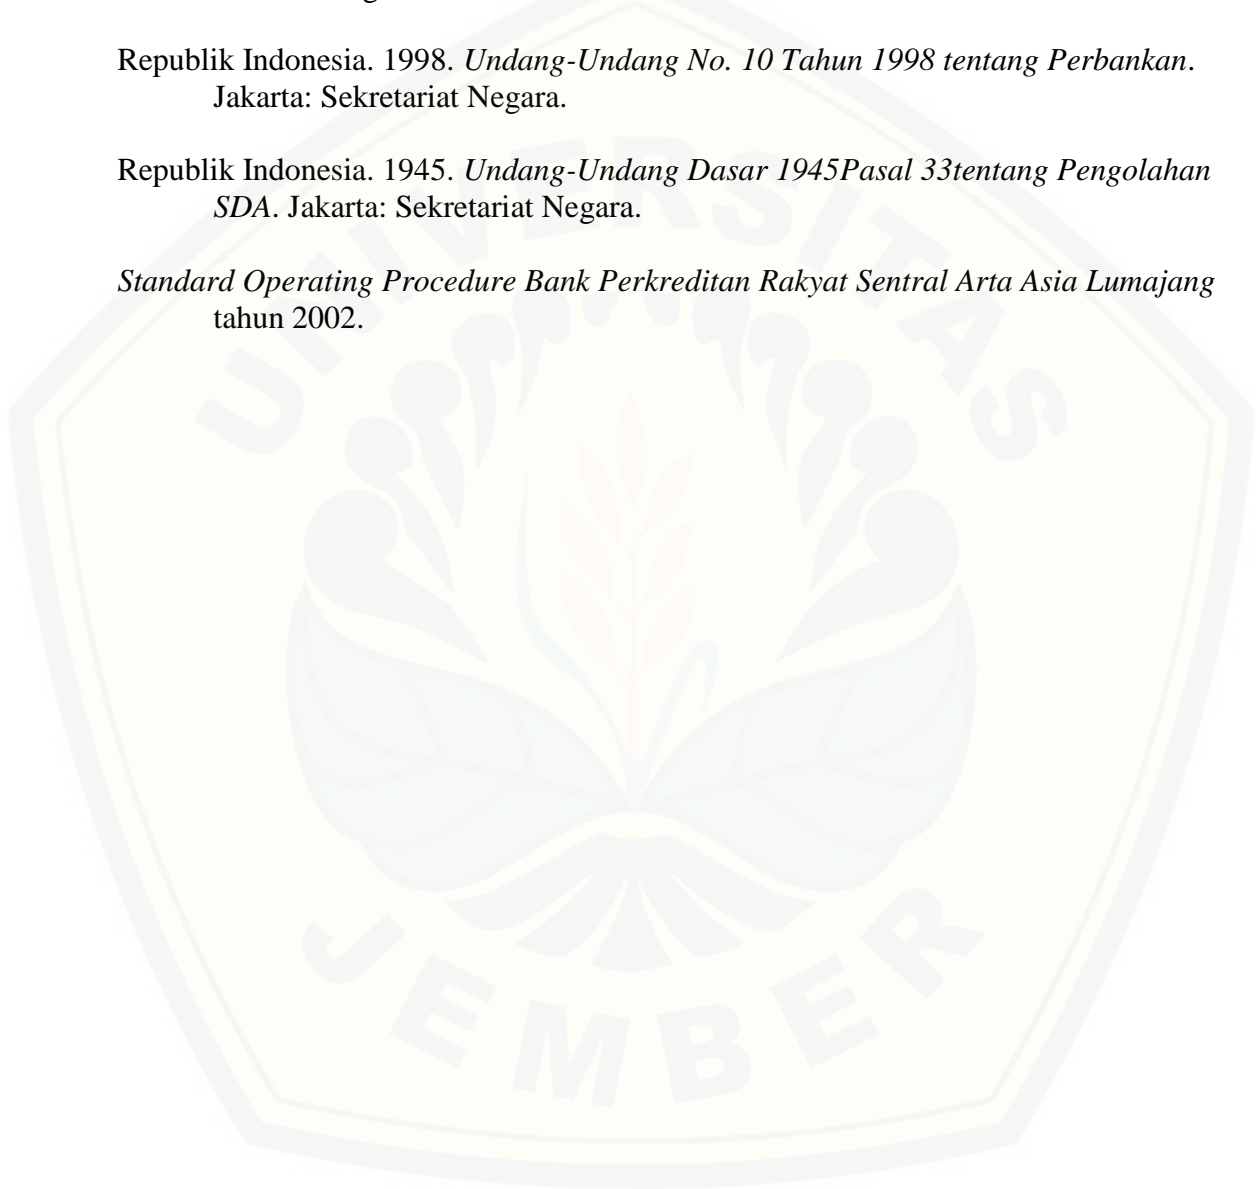 Republik Indonesia. 1998. Undang-Undang No. 10 Tahun 1998 tentang Perbankan.
Jakarta: Sekretariat Negara.
Republik Indonesia. 1945. Undang-Undang Dasar 1945Pasal 33tentang Pengolahan
SDA. Jakarta: Sekretariat Negara.
Standard Operating Procedure Bank Perkreditan Rakyat Sentral Arta Asia Lumajang
tahun 2002.
UNIVERSITAS
JEMBER